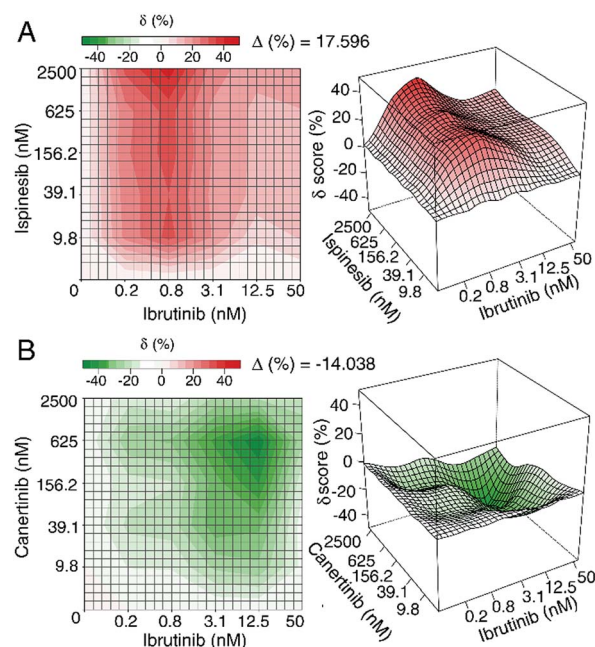 A
δ (%)
-40 -20 0 20 40
Δ (%) = 17.596
2500
625
156.2
39.1
9.8
0
Ispinesib (nM)
0.2 0.8 3.1 12.5 50
Ibrutinib (nM)
40
20
0
-20
-40
δ score (%)
2500
625
156.2
39.1
9.8
Ispinesib (nM)
0.2 0.8 3.1 12.5 50
Ibrutinib (nM)
B
δ (%)
-40 -20 0 20 40
Δ (%) = -14.038
2500
625
156.2
39.1
9.8
0
Canertinib (nM)
0.2 0.8 3.1 12.5 50
Ibrutinib (nM)
40
20
0
-20
-40
δ score (%)
2500
625
156.2
39.1
9.8
Canertinib (nM)
0.2 0.8 3.1 12.5 50
Ibrutinib (nM)